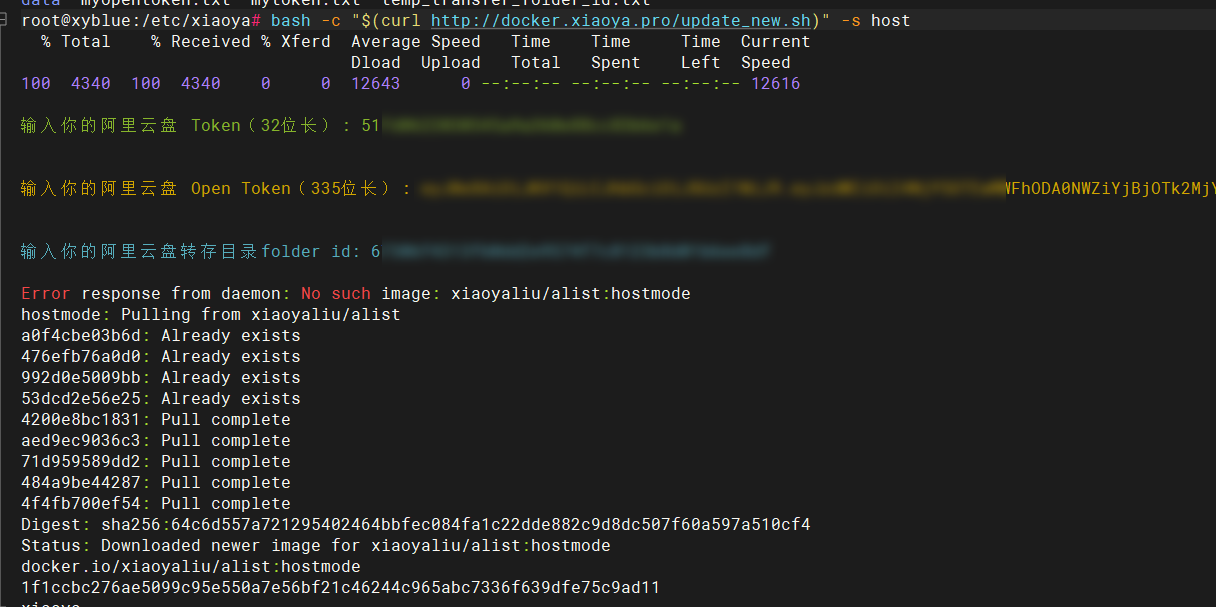 data myopentoken.txt mytoken.txt temp_transfer_folder_id.txt
root@xyblue:/etc/xiaoya# bash -c "$(curl http://docker.xiaoya.pro/update_new.sh)" -s host
% Total % Received % Xferd Average Speed Time Time Time Current
Dload Upload Total Spent Left Speed
100 4340 100 4340 0 0 12643 0 --:--:-- --:--:-- --:--:-- 12616
输入你的阿里云盘 Token（32位长）: 51
输入你的阿里云盘 Open Token（335位长）: WFhODA0NWZiYjBjOTk2MjY
输入你的阿里云盘转存目录folder id: 6
Error response from daemon: No such image: xiaoyaliu/alist:hostmode
hostmode: Pulling from xiaoyaliu/alist
a0f4cbe03b6d: Already exists
476efb76a0d0: Already exists
992d0e5009bb: Already exists
53dcd2e56e25: Already exists
4200e8bc1831: Pull complete
aed9ec9036c3: Pull complete
71d959589dd2: Pull complete
484a9be44287: Pull complete
4f4fb700ef54: Pull complete
Digest: sha256:64c6d557a721295402464bbfec084fa1c22dde882c9d8dc507f60a597a510cf4
Status: Downloaded newer image for xiaoyaliu/alist:hostmode
docker.io/xiaoyaliu/alist:hostmode
1f1ccbc276ae5099c95e550a7e56bf21c46244c965abc7336f639dfe75c9ad11
xiaoya